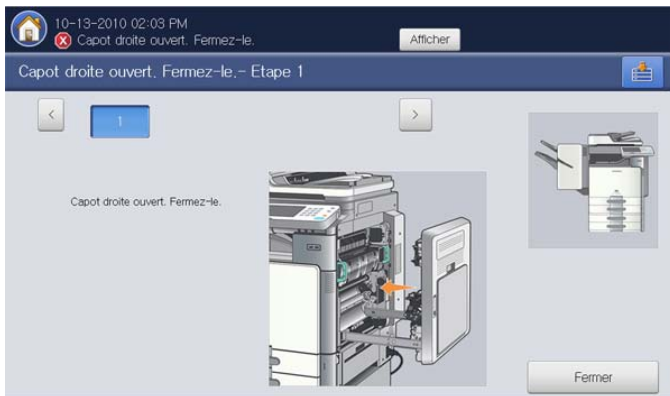 10-13-2010 02:03 PM
Capot droite ouvert. Fermez-le.
Afficher
Capot droite ouvert. Fermez-le.- Etape 1
<
1
>
Capot droite ouvert. Fermez-le.
Fermer